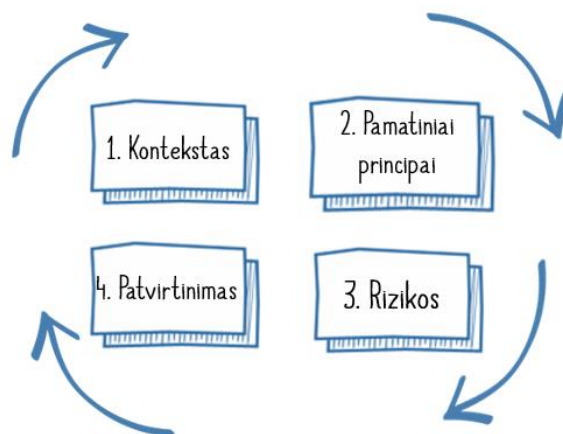 1. Kontekstas
2. Pamatiniai
principai
4. Patvirtinimas
3. Rizikos